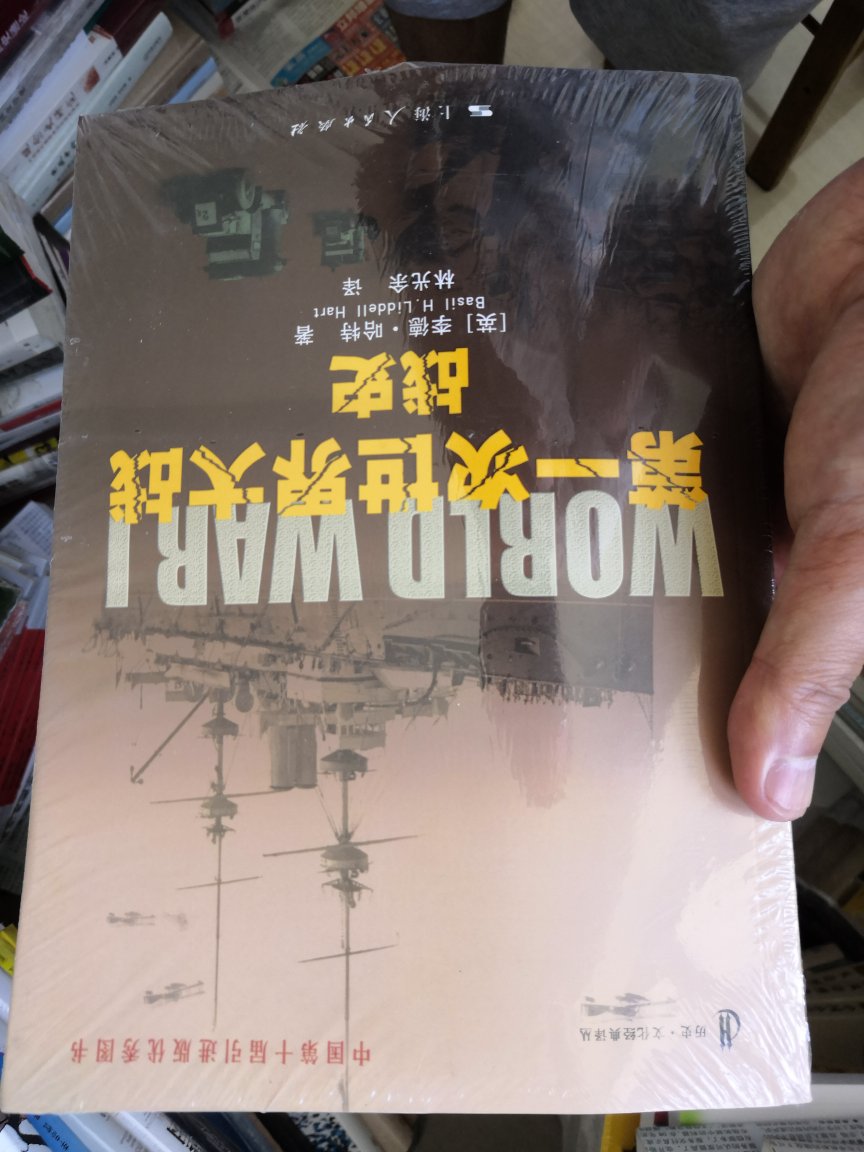 历史·文化经典译丛
中国第十届引进版优秀图书
WORLD WAR I
第一次世界大战
战史
[英] 李德·哈特 著
Basil H. Liddell Hart
林光余 译
上海人民出版社